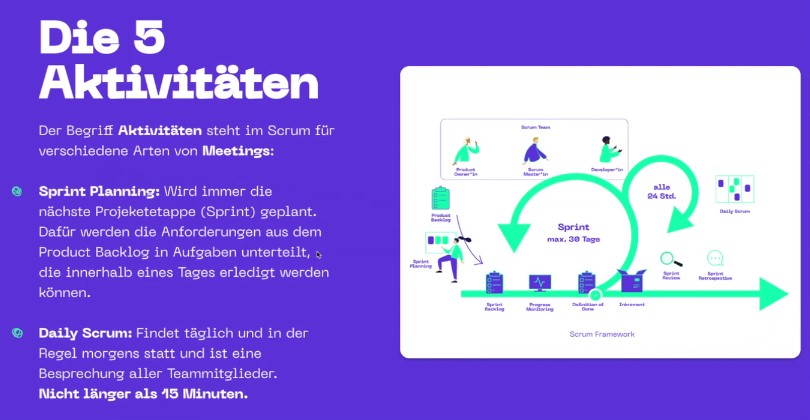 Die 5
Aktivitäten
Der Begriff Aktivitäten steht im Scrum für
verschiedene Arten von Meetings:
Sprint Planning: Wird immer die
nächste Projeketetappe (Sprint) geplant.
Dafür werden die Anforderungen aus dem
Product Backlog in Aufgaben unterteilt,
die innerhalb eines Tages erledigt werden
können.
Daily Scrum: Findet täglich und in der
Regel morgens statt und ist eine
Besprechung aller Teammitglieder.
Nicht länger als 15 Minuten.
Scrum Team
Product
Owner*in
Scrum
Master*in
Developer*in
Product
Backlog
Sprint
Planning
Sprint
max. 30 Tage
alle
24 Std.
Daily Scrum
Sprint
Review
Sprint
Retrospective
Sprint
Backlog
Progress
Monitoring
Definition of
Done
Inkrement
Scrum Framework